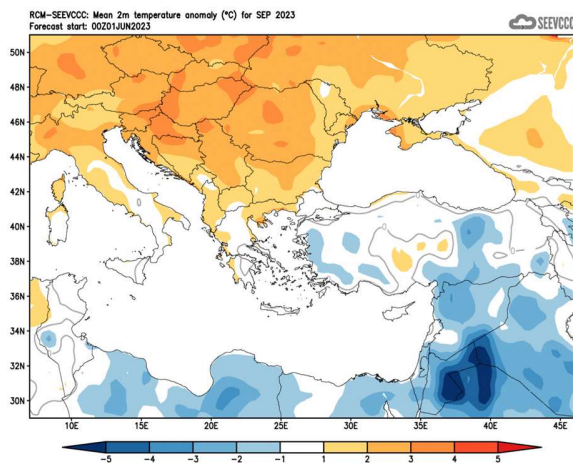 RCM-SEEVCCC: Mean 2m temperature anomaly (°C) for SEP 2023
Forecast start: 00Z01JUN2023
SEEVCCC
50N
48N
46N
44N
42N
40N
38N
36N
34N
32N
30N
10E 15E 20E 25E 30E 35E 40E 45E
-5 -4 -3 -2 -1 1 2 3 4 5